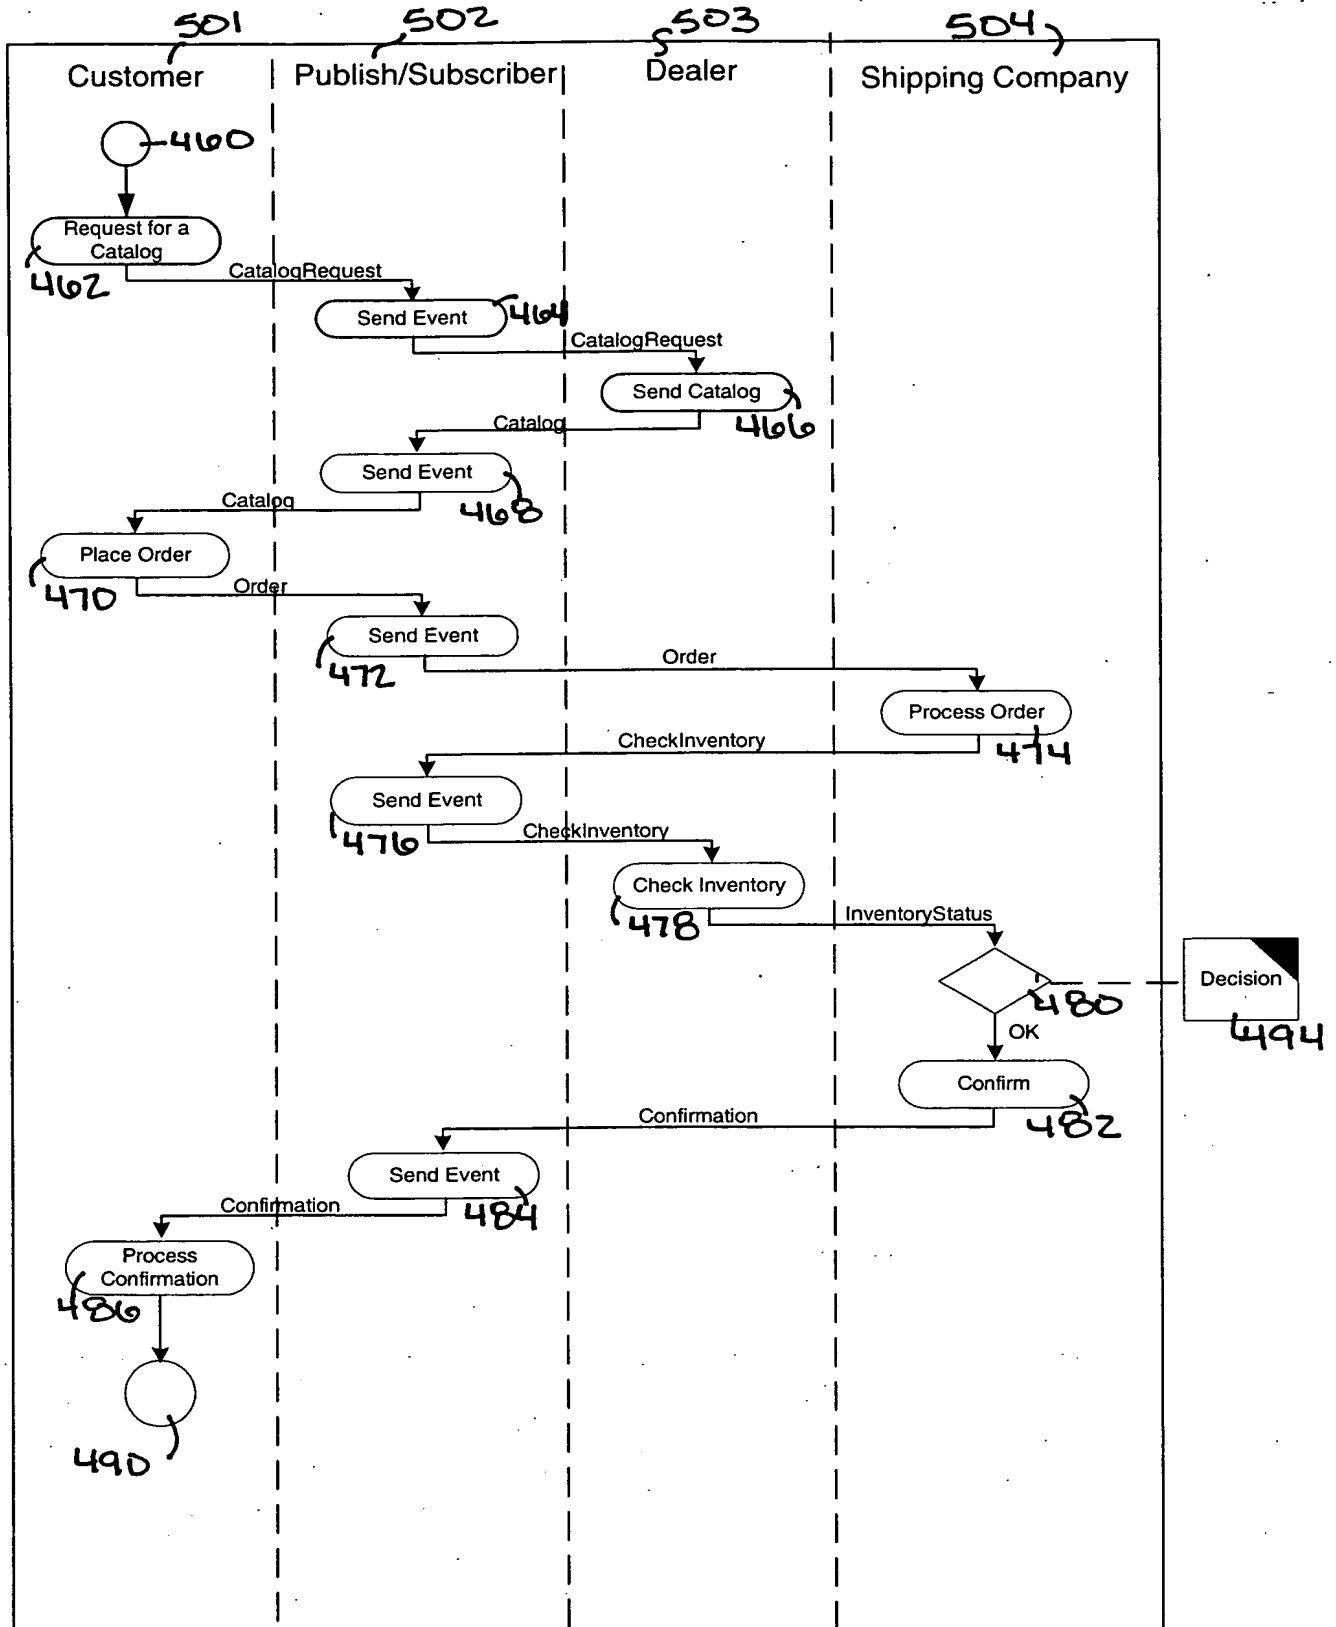 501 502 503 504
Customer Publish/Subscriber Dealer Shipping Company
460
Request for a
Catalog
462
CatalogRequest
Send Event 464
CatalogRequest
Send Catalog
466
Catalog
Send Event
468
Catalog
Place Order
470
Order
Send Event
472
Order
Process Order
474
CheckInventory
Send Event
476
CheckInventory
Check Inventory
478
InventoryStatus
480
Decision
494
OK
Confirm
482
Confirmation
Send Event
484
Confirmation
Process
Confirmation
486
490